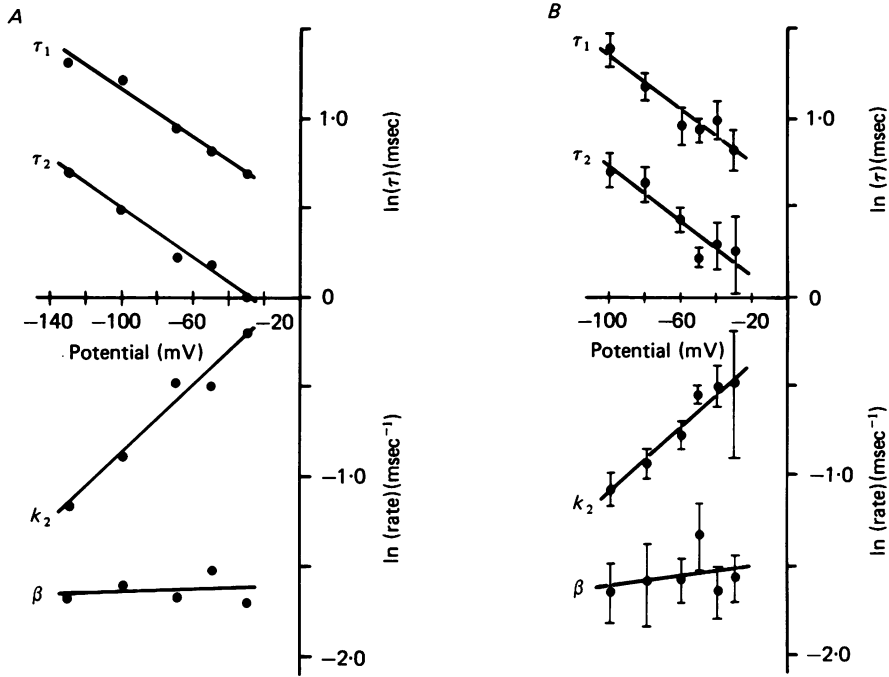 A
τ1
τ2
1·0
0
ln(τ)(msec)
−140
−100
−60
−20
Potential (mV)
k2
β
−1·0
−2·0
ln (rate)(msec−1)
B
τ1
τ2
1·0
0
ln (τ)(msec)
−100
−80
−60
−40
−20
Potential (mV)
k2
β
−1·0
−2·0
ln (rate)(msec−1)